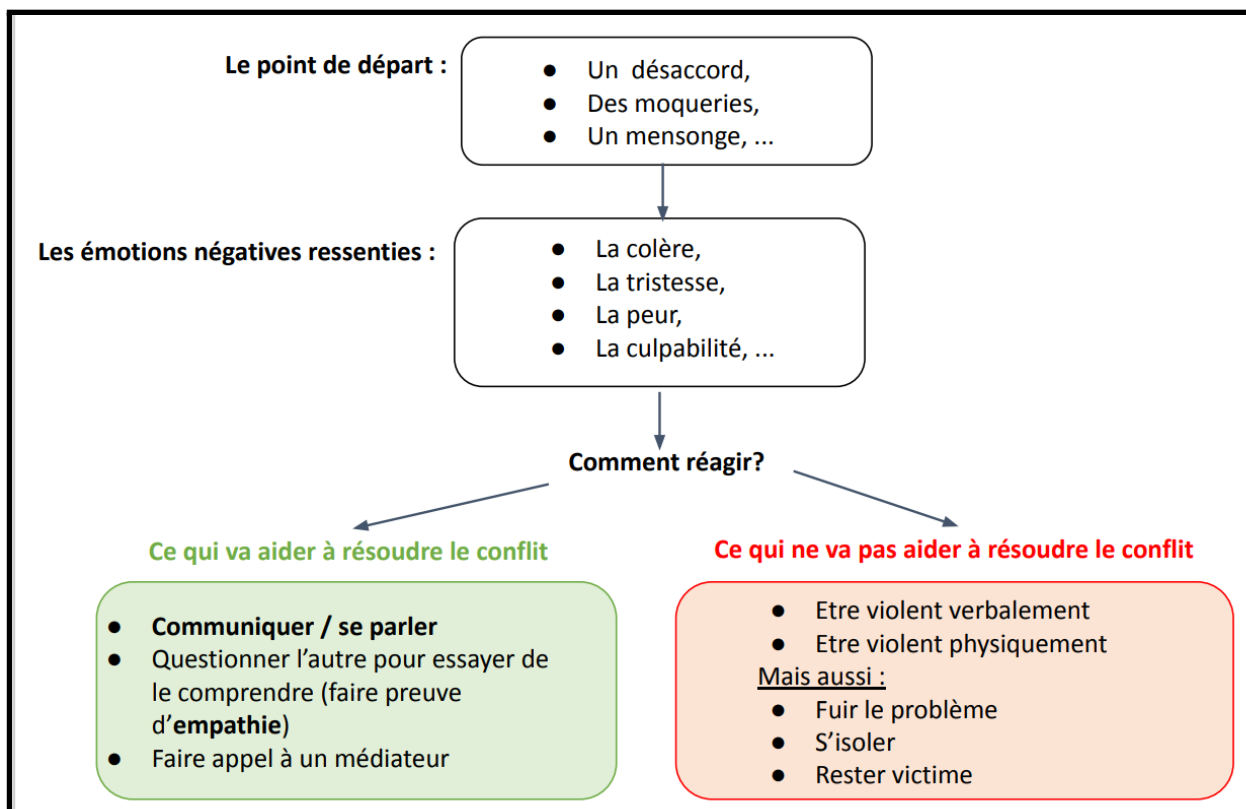 Le point de départ :
● Un désaccord,
● Des moqueries,
● Un mensonge, ...
Les émotions négatives ressenties :
● La colère,
● La tristesse,
● La peur,
● La culpabilité, ...
Comment réagir?
Ce qui va aider à résoudre le conflit
● Communiquer / se parler
● Questionner l’autre pour essayer de
le comprendre (faire preuve
d’empathie)
● Faire appel à un médiateur
Ce qui ne va pas aider à résoudre le conflit
● Etre violent verbalement
● Etre violent physiquement
Mais aussi :
● Fuir le problème
● S’isoler
● Rester victime